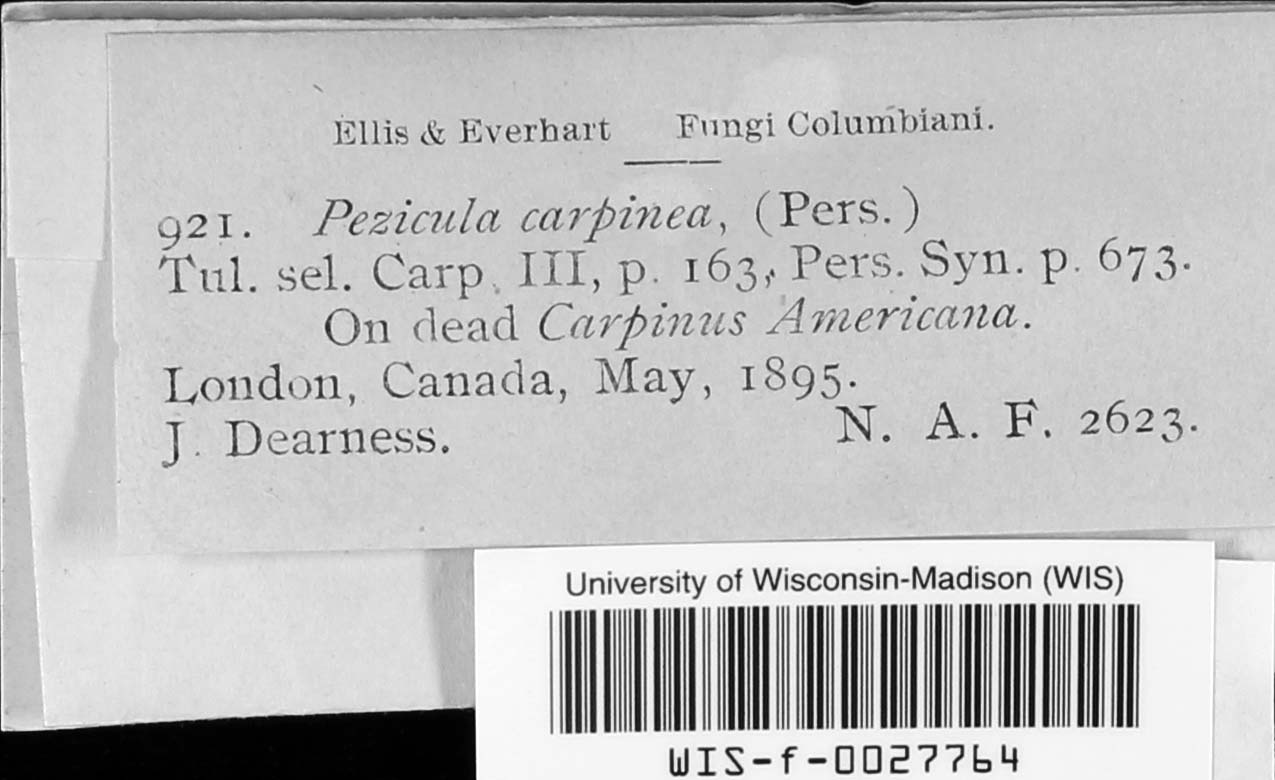 Ellis & Everhart Fungi Columbiani.
921. Pezicula carpinea, (Pers.)
Tul. sel. Carp. III, p. 163, Pers. Syn. p. 673.
On dead Carpinus Americana.
London, Canada, May, 1895.
J. Dearness. N. A. F. 2623.
University of Wisconsin-Madison (WIS)
WIS-f-0027764